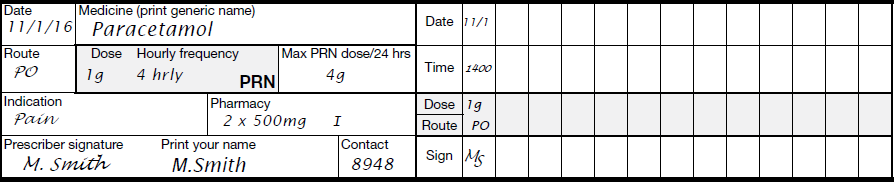 Date Medicine (print generic name)
11/1/16 Paracetamol
Route Dose Hourly frequency Max PRN dose/24 hrs
PO 1g 4 hrly PRN 4g
Indication Pharmacy
Pain 2 x 500mg I
Prescriber signature Print your name Contact
M. Smith M.Smith 8948
Date 11/1
Time 1400
Dose 1g
Route PO
Sign MS